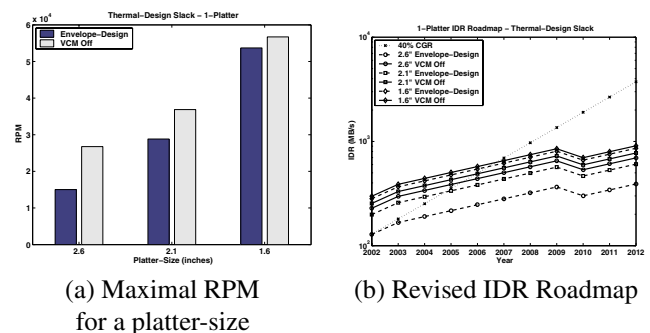 Thermal−Design Slack − 1−Platter
6
x 10^4
Envelope−Design
VCM Off
5
4
3
2
1
0
RPM
2.6
2.1
1.6
Platter−Size (inches)
(a) Maximal RPM
for a platter-size
1−Platter IDR Roadmap − Thermal−Design Slack
10^4
40% CGR
2.6" Envelope−Design
2.6" VCM Off
2.1" Envelope−Design
2.1" VCM Off
1.6" Envelope−Design
1.6" VCM Off
10^3
10^2
IDR (MB/s)
2002 2003 2004 2005 2006 2007 2008 2009 2010 2011 2012
Year
(b) Revised IDR Roadmap